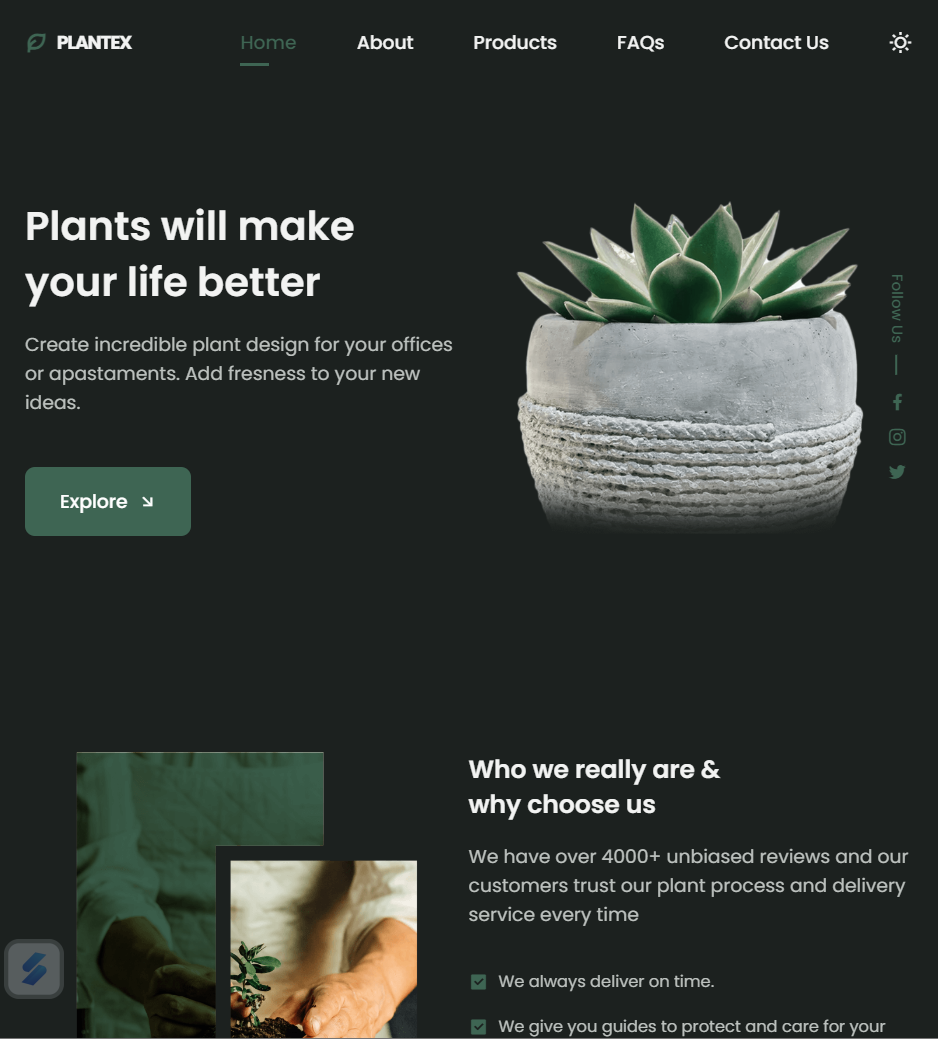 PLANTEX
Home
About
Products
FAQs
Contact Us
Plants will make
your life better
Create incredible plant design for your offices
or apastaments. Add fresness to your new
ideas.
Explore
Follow Us
Who we really are &
why choose us
We have over 4000+ unbiased reviews and our
customers trust our plant process and delivery
service every time
We always deliver on time.
We give you guides to protect and care for your